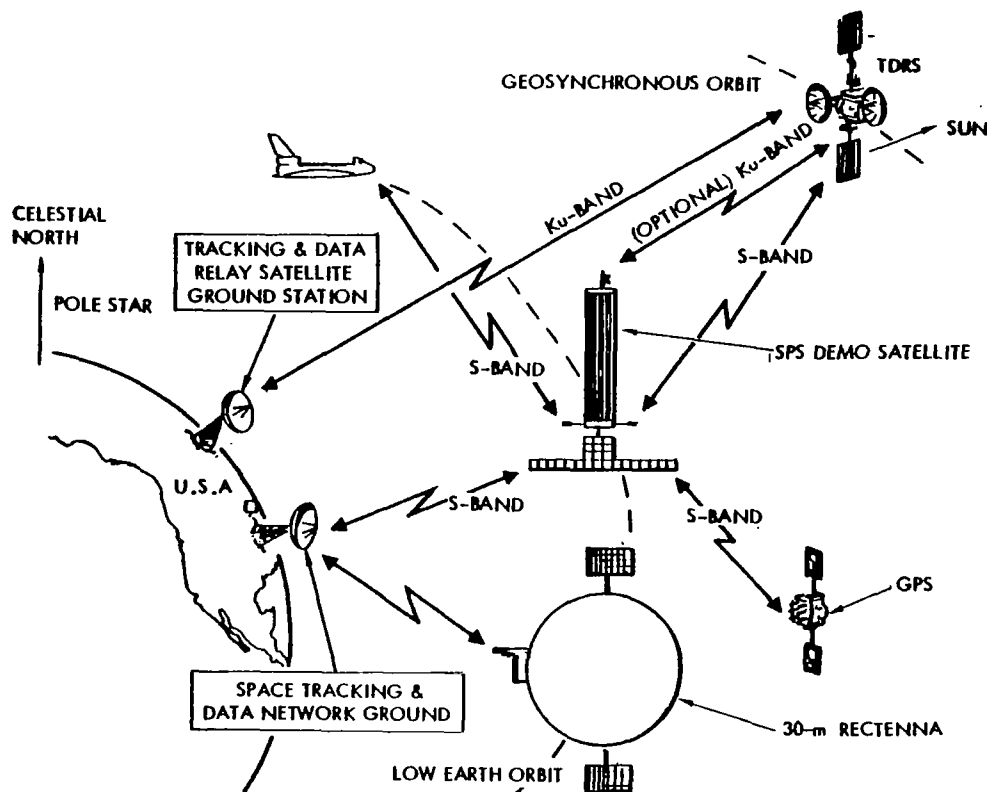 TDRS
GEOSYNCHRONOUS ORBIT
SUN
Ku-BAND
(OPTIONAL) Ku-BAND
CELESTIAL
NORTH
TRACKING & DATA
RELAY SATELLITE
GROUND STATION
POLE STAR
S-BAND
S-BAND
SPS DEMO SATELLITE
U.S.A
S-BAND
S-BAND
GPS
SPACE TRACKING &
DATA NETWORK GROUND
30-m RECTENNA
LOW EARTH ORBIT